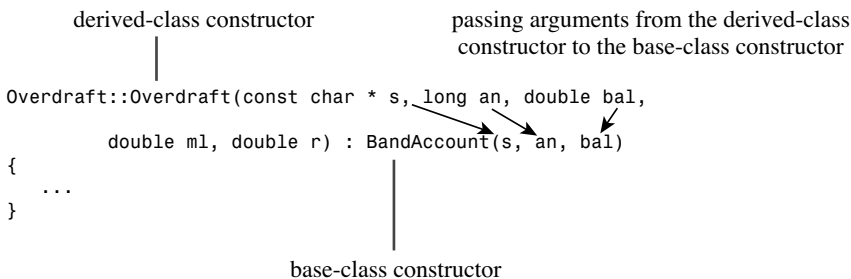 derived-class constructor
passing arguments from the derived-class
constructor to the base-class constructor
Overdraft::Overdraft(const char * s, long an, double bal,
double ml, double r) : BandAccount(s, an, bal)
{
...
}
base-class constructor